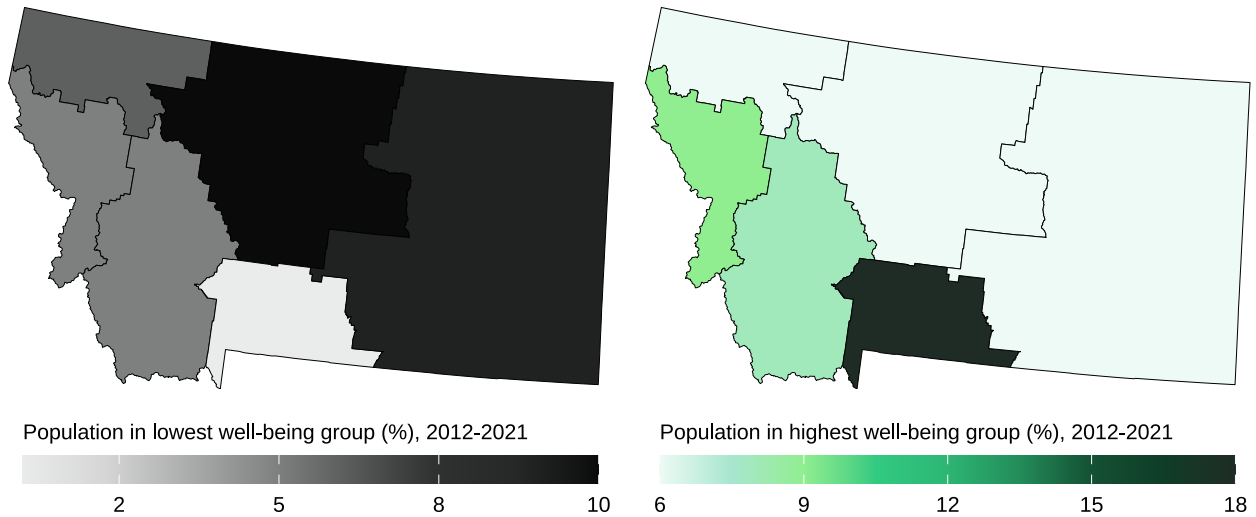 Population in lowest well-being group (%), 2012-2021
2 5 8 10
Population in highest well-being group (%), 2012-2021
6 9 12 15 18